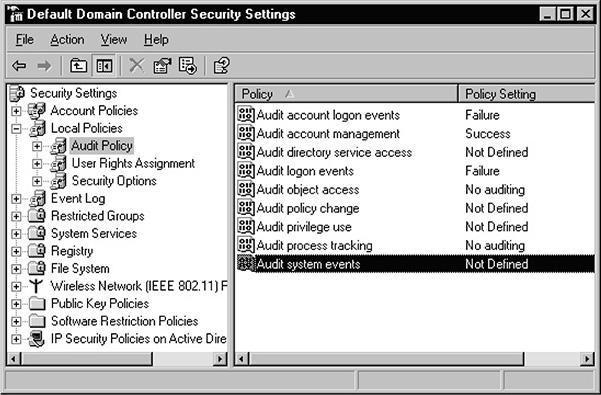 Default Domain Controller Security Settings
File Action View Help
Security Settings
Account Policies
Local Policies
Audit Policy
User Rights Assignment
Security Options
Event Log
Restricted Groups
System Services
Registry
File System
Wireless Network (IEEE 802.11) F
Public Key Policies
Software Restriction Policies
IP Security Policies on Active Dire
Policy Policy Setting
Audit account logon events Failure
Audit account management Success
Audit directory service access Not Defined
Audit logon events Failure
Audit object access No auditing
Audit policy change Not Defined
Audit privilege use Not Defined
Audit process tracking No auditing
Audit system events Not Defined